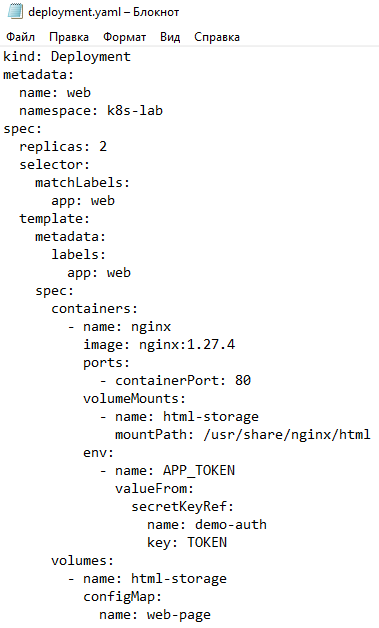 deployment.yaml – Блокнот
Файл Правка Формат Вид Справка
kind: Deployment
metadata:
  name: web
  namespace: k8s-lab
spec:
  replicas: 2
  selector:
    matchLabels:
      app: web
  template:
    metadata:
      labels:
        app: web
    spec:
      containers:
        - name: nginx
          image: nginx:1.27.4
          ports:
            - containerPort: 80
          volumeMounts:
            - name: html-storage
              mountPath: /usr/share/nginx/html
          env:
            - name: APP_TOKEN
              valueFrom:
                secretKeyRef:
                  name: demo-auth
                  key: TOKEN
      volumes:
        - name: html-storage
          configMap:
            name: web-page